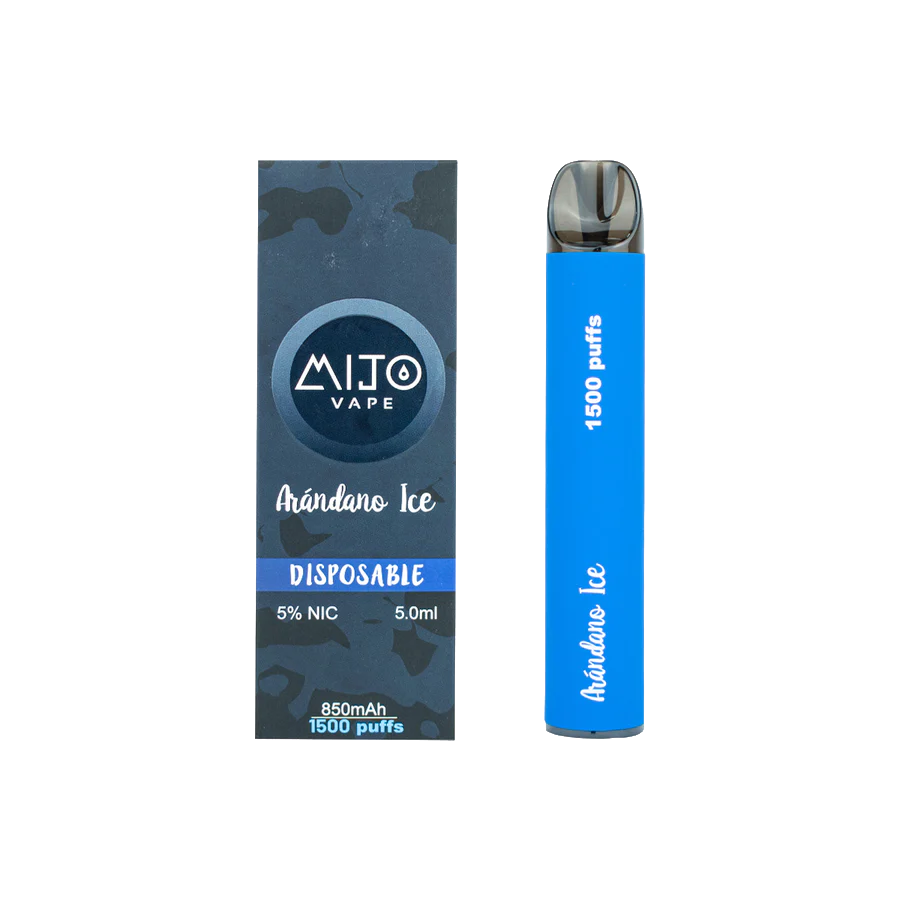 MIJO
VAPE
Arándano Ice
DISPOSABLE
5% NIC 5.0ml
850mAh
1500 puffs
1500 puffs
Arándano Ice